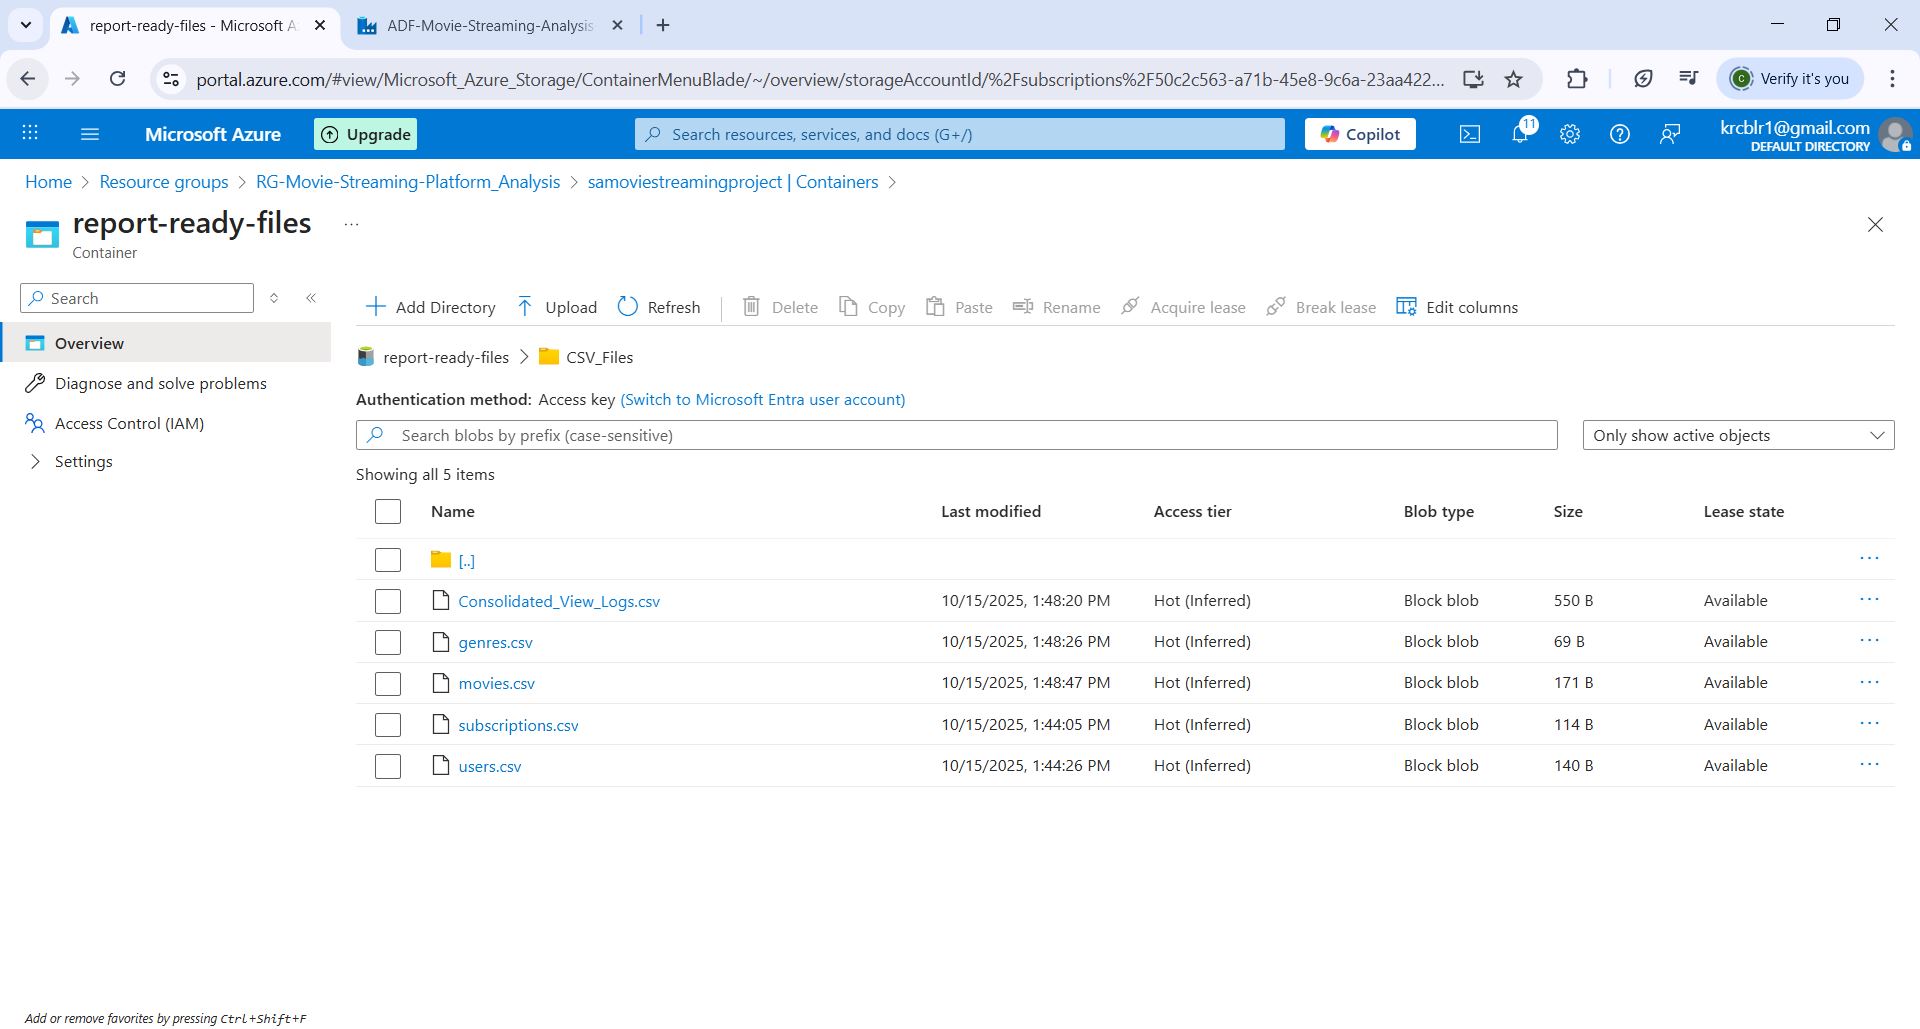 report-ready-files - Microsoft A
ADF-Movie-Streaming-Analysis
portal.azure.com/#view/Microsoft_Azure_Storage/ContainerMenuBlade/~/overview/storageAccountId/%2Fsubscriptions%2F50c2c563-a71b-45e8-9c6a-23aa422...
C
Verify it's you
Microsoft Azure
Upgrade
Search resources, services, and docs (G+/)
Copilot
11
krcblr1@gmail.com
DEFAULT DIRECTORY
Home > Resource groups > RG-Movie-Streaming-Platform_Analysis > samoviestreamingproject | Containers >
report-ready-files ...
Container
Search
Add Directory Upload Refresh Delete Copy Paste Rename Acquire lease Break lease Edit columns
Overview
Diagnose and solve problems
Access Control (IAM)
Settings
report-ready-files > CSV_Files
Authentication method: Access key (Switch to Microsoft Entra user account)
Search blobs by prefix (case-sensitive)
Only show active objects
Showing all 5 items
Name Last modified Access tier Blob type Size Lease state
[..] ...
Consolidated_View_Logs.csv 10/15/2025, 1:48:20 PM Hot (Inferred) Block blob 550 B Available ...
genres.csv 10/15/2025, 1:48:26 PM Hot (Inferred) Block blob 69 B Available ...
movies.csv 10/15/2025, 1:48:47 PM Hot (Inferred) Block blob 171 B Available ...
subscriptions.csv 10/15/2025, 1:44:05 PM Hot (Inferred) Block blob 114 B Available ...
users.csv 10/15/2025, 1:44:26 PM Hot (Inferred) Block blob 140 B Available ...
Add or remove favorites by pressing Ctrl+Shift+F